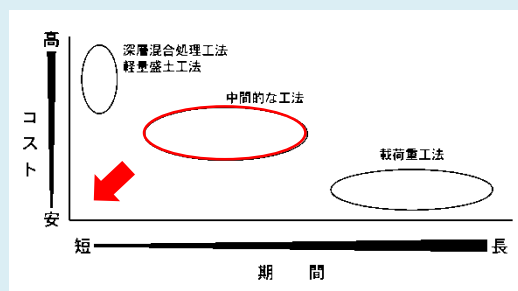 高
深層混合処理工法
軽量盛土工法
中間的な工法
コスト
載荷重工法
安
短
長
期 間